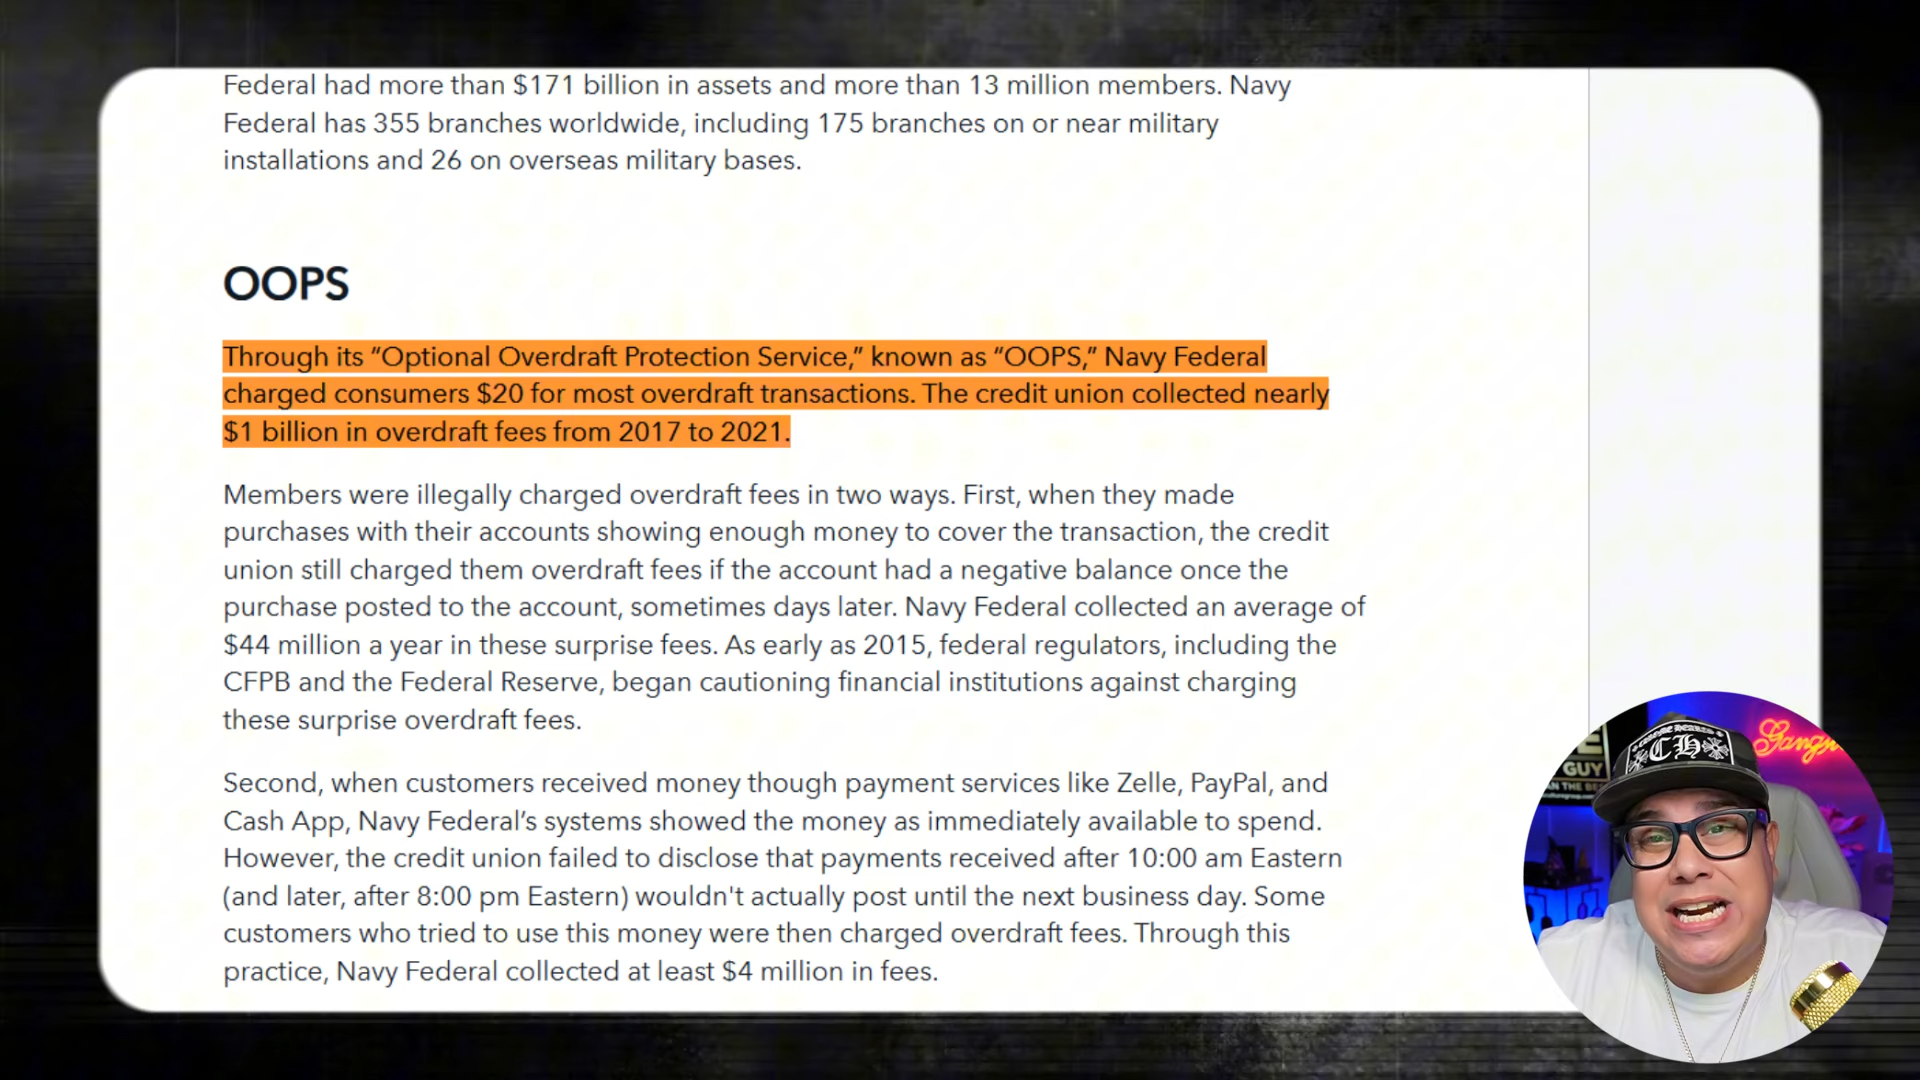 Federal had more than $171 billion in assets and more than 13 million members. Navy
Federal has 355 branches worldwide, including 175 branches on or near military
installations and 26 on overseas military bases.
OOPS
Through its “Optional Overdraft Protection Service,” known as “OOPS,” Navy Federal
charged consumers $20 for most overdraft transactions. The credit union collected nearly
$1 billion in overdraft fees from 2017 to 2021.
Members were illegally charged overdraft fees in two ways. First, when they made
purchases with their accounts showing enough money to cover the transaction, the credit
union still charged them overdraft fees if the account had a negative balance once the
purchase posted to the account, sometimes days later. Navy Federal collected an average of
$44 million a year in these surprise fees. As early as 2015, federal regulators, including the
CFPB and the Federal Reserve, began cautioning financial institutions against charging
these surprise overdraft fees.
Second, when customers received money though payment services like Zelle, PayPal, and
Cash App, Navy Federal’s systems showed the money as immediately available to spend.
However, the credit union failed to disclose that payments received after 10:00 am Eastern
(and later, after 8:00 pm Eastern) wouldn't actually post until the next business day. Some
customers who tried to use this money were then charged overdraft fees. Through this
practice, Navy Federal collected at least $4 million in fees.
CH
GUY